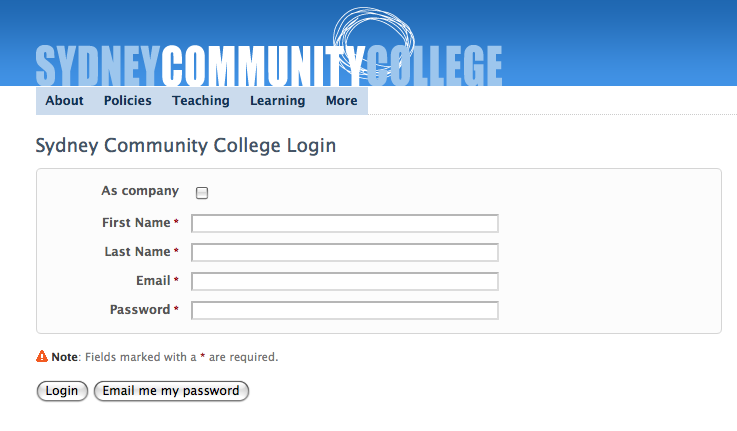 SYDNEYCOMMUNITYCOLLEGE
About Policies Teaching Learning More
Sydney Community College Login
As company
First Name *
Last Name *
Email *
Password *
Note: Fields marked with a * are required.
Login Email me my password